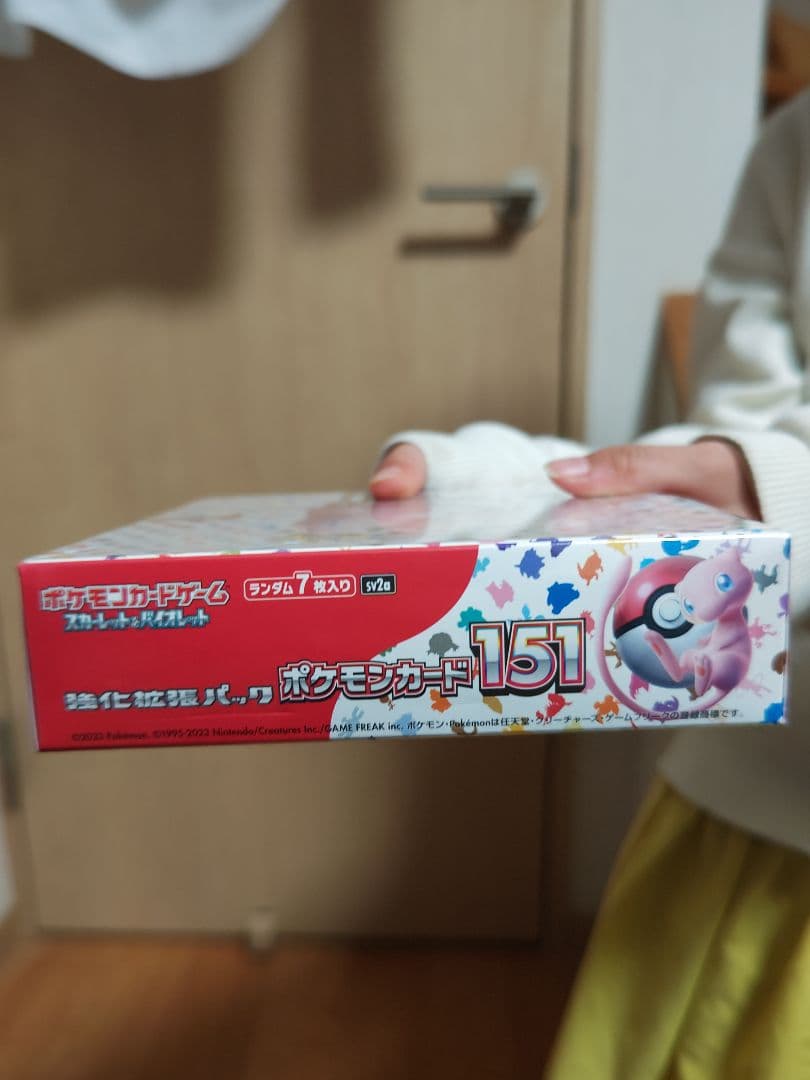 ポケモンカードゲーム
スカーレット&バイオレット
ランダム7枚入り sv2a
強化拡張パック ポケモンカード151
©2023 Pokémon. ©1995-2023 Nintendo/Creatures Inc./GAME FREAK inc. ポケモン・Pokémonは任天堂・クリーチャーズ・ゲームフリークの登録商標です。